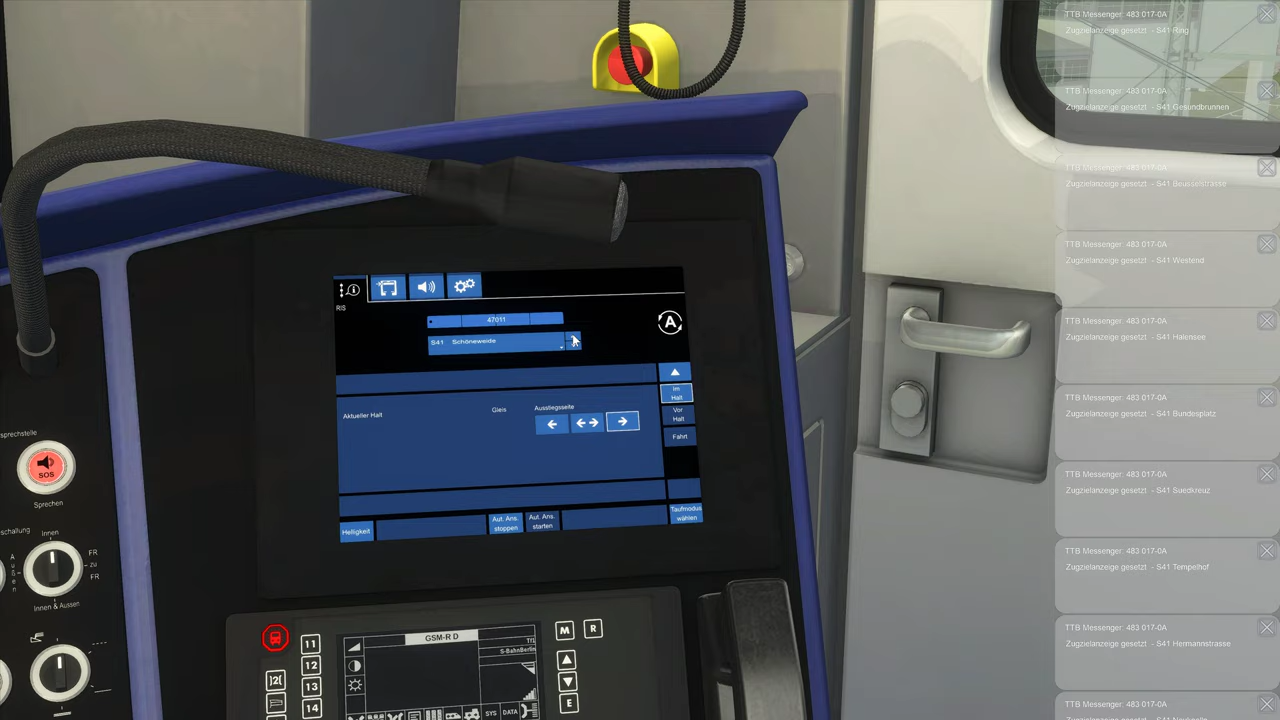 RIS
47011
S41 Schöneweide
A
Im
Halt
Aktueller Halt
Gleis
Ausstiegsseite
Vor
Halt
Fahrt
Helligkeit
Aut. Ans.
stoppen
Aut. Ans.
starten
Taufmodus
wählen
SOS
Sprechen
Innen
FR
zu
FR
Innen & Aussen
GSM-R D
S-BahnBerlin
11
12
13
14
M
R
E
SYS
DATA
TTB Messenger: 483 017-0A
Zugzielanzeige gesetzt - S41 Ring
TTB Messenger: 483 017-0A
Zugzielanzeige gesetzt - S41 Gesundbrunnen
TTB Messenger: 483 017-0A
Zugzielanzeige gesetzt - S41 Beusselstrasse
TTB Messenger: 483 017-0A
Zugzielanzeige gesetzt - S41 Westend
TTB Messenger: 483 017-0A
Zugzielanzeige gesetzt - S41 Halensee
TTB Messenger: 483 017-0A
Zugzielanzeige gesetzt - S41 Bundesplatz
TTB Messenger: 483 017-0A
Zugzielanzeige gesetzt - S41 Suedkreuz
TTB Messenger: 483 017-0A
Zugzielanzeige gesetzt - S41 Tempelhof
TTB Messenger: 483 017-0A
Zugzielanzeige gesetzt - S41 Hermannstrasse
TTB Messenger: 483 017-0A